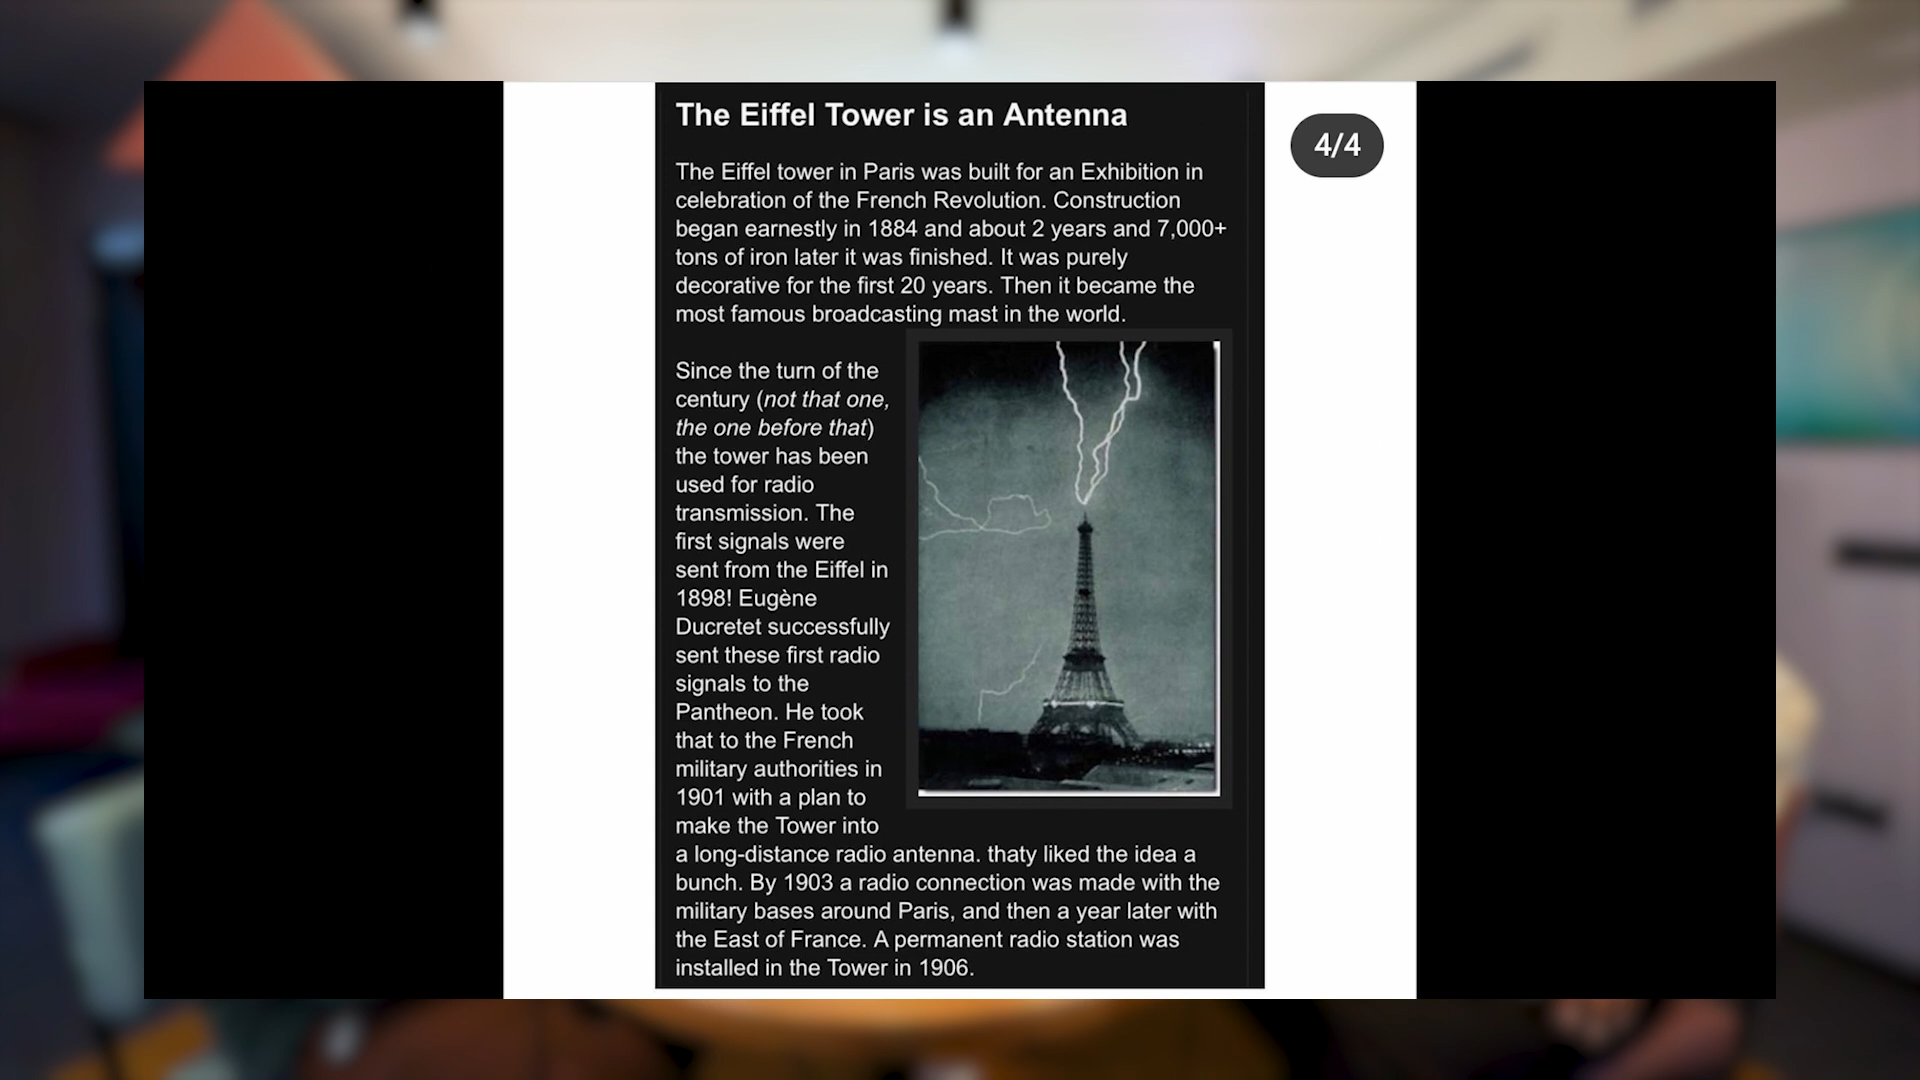 The Eiffel Tower is an Antenna
4/4
The Eiffel tower in Paris was built for an Exhibition in
celebration of the French Revolution. Construction
began earnestly in 1884 and about 2 years and 7,000+
tons of iron later it was finished. It was purely
decorative for the first 20 years. Then it became the
most famous broadcasting mast in the world.
Since the turn of the
century (not that one,
the one before that)
the tower has been
used for radio
transmission. The
first signals were
sent from the Eiffel in
1898! Eugène
Ducretet successfully
sent these first radio
signals to the
Pantheon. He took
that to the French
military authorities in
1901 with a plan to
make the Tower into
a long-distance radio antenna. thaty liked the idea a
bunch. By 1903 a radio connection was made with the
military bases around Paris, and then a year later with
the East of France. A permanent radio station was
installed in the Tower in 1906.